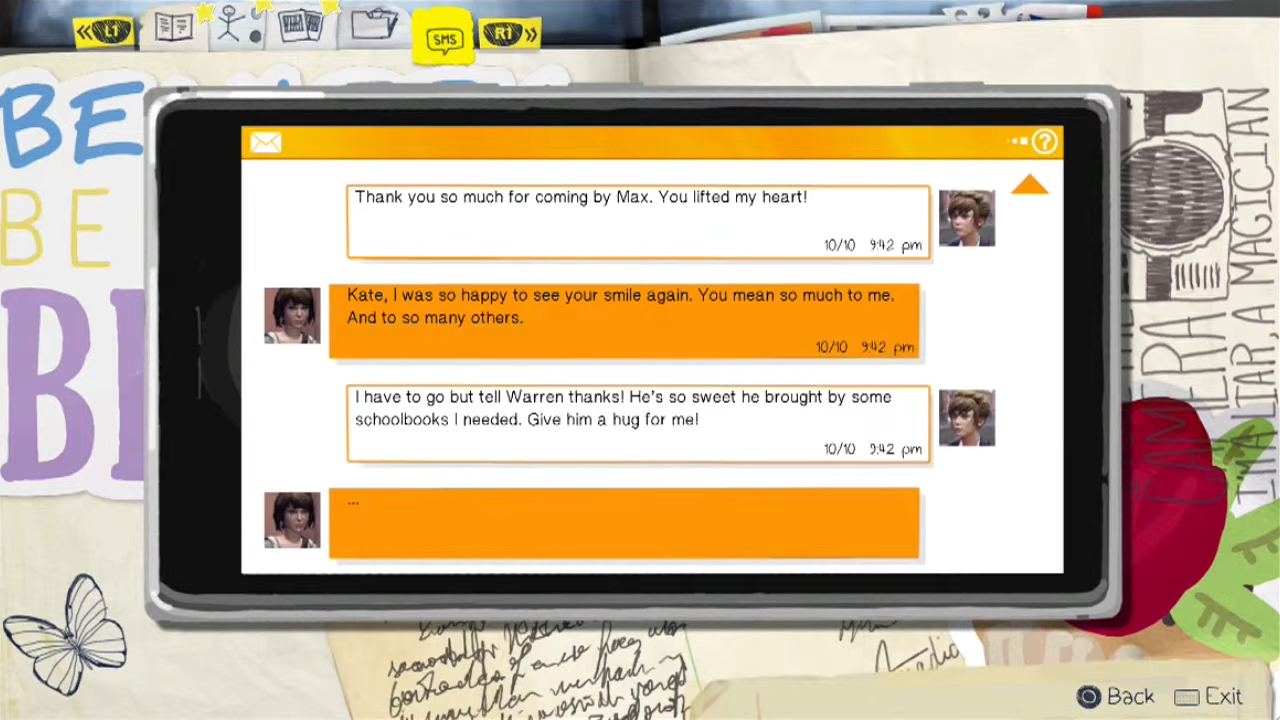 L1
SMS
R1
BE
BE
Thank you so much for coming by Max. You lifted my heart!
10/10 9:42 pm
Kate, I was so happy to see your smile again. You mean so much to me.
And to so many others.
10/10 9:42 pm
I have to go but tell Warren thanks! He's so sweet he brought by some
schoolbooks I needed. Give him a hug for me!
10/10 9:42 pm
...
CAMERA
A LIAR, A MAGICIAN
Back
Exit